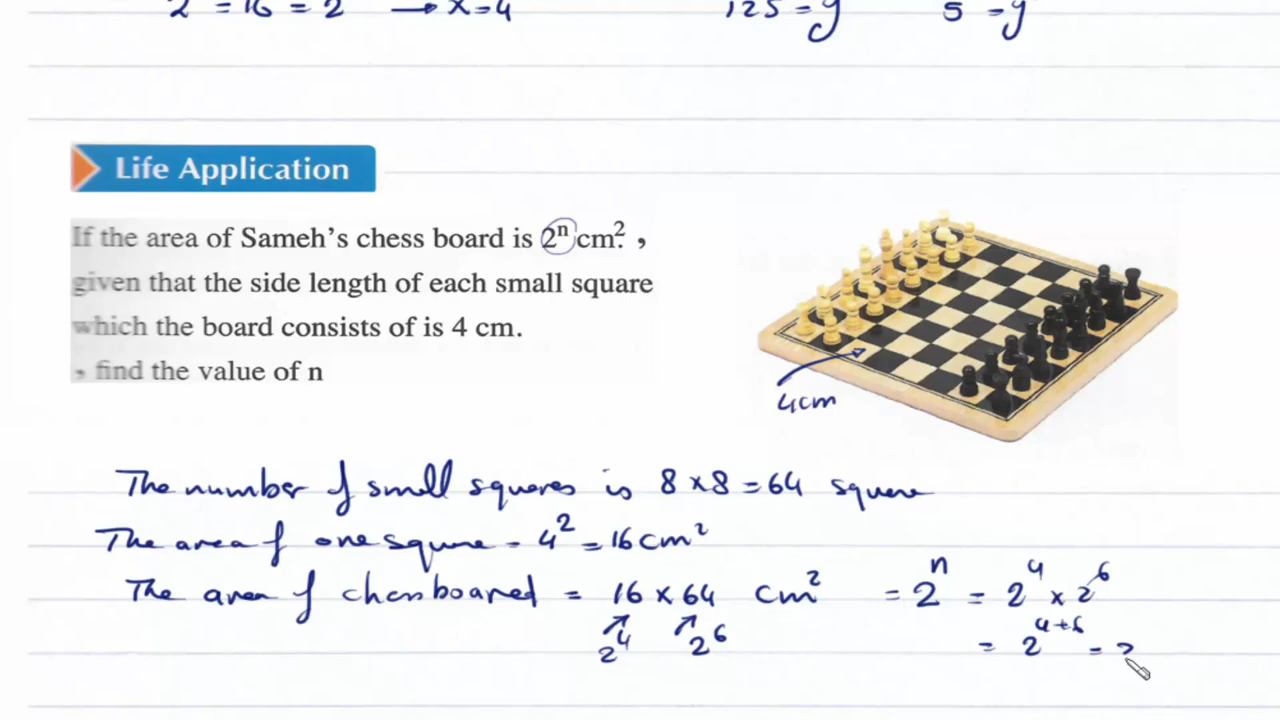 2 = 16 = 2 → x=4 125 = y 5 = y
Life Application
If the area of Sameh's chess board is 2ⁿ cm².,
given that the side length of each small square
which the board consists of is 4 cm.
, find the value of n
4cm
The number of small squares is 8 × 8 = 64 square
The area of one square = 4² = 16 cm²
The area of chessboared = 16 × 64 cm² = 2ⁿ = 2⁴ × 2⁶
2⁴ 2⁶ = 2⁴⁺⁶ =